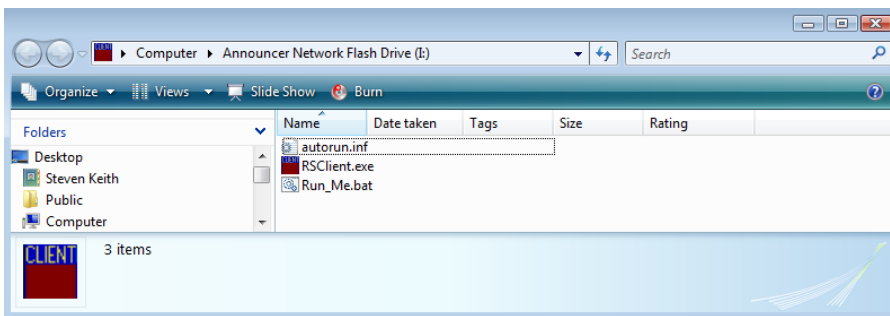 CLIENT Computer Announcer Network Flash Drive (I:) Search
Organize Views Slide Show Burn
Folders Name Date taken Tags Size Rating
autorun.inf
Desktop
CLIENT RSClient.exe
Steven Keith
Run_Me.bat
Public
Computer
CLIENT 3 items